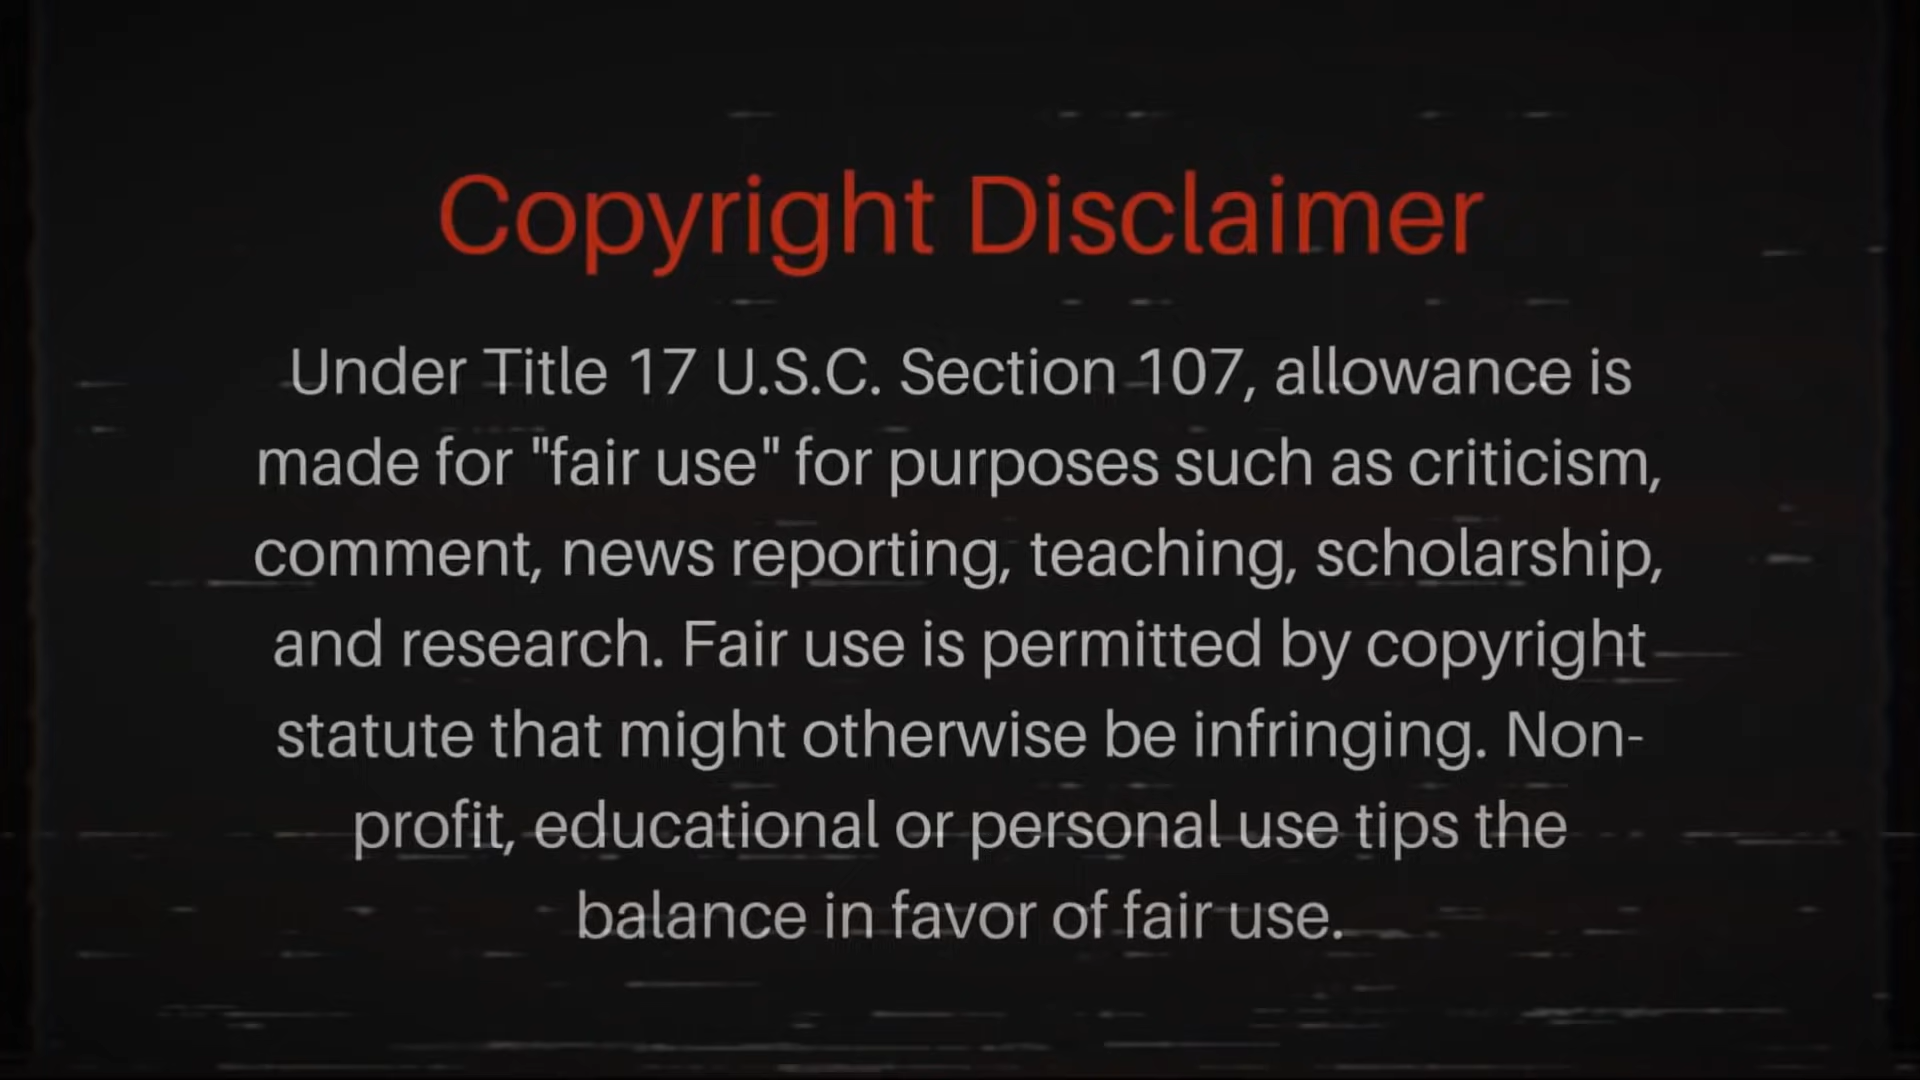 Copyright Disclaimer
Under Title 17 U.S.C. Section 107, allowance is
made for "fair use" for purposes such as criticism,
comment, news reporting, teaching, scholarship,
and research. Fair use is permitted by copyright
statute that might otherwise be infringing. Non-
profit, educational or personal use tips the
balance in favor of fair use.